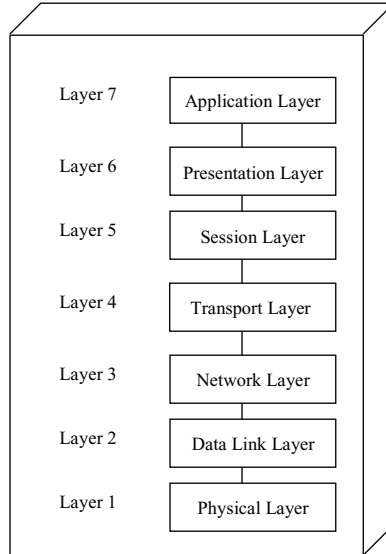 Layer 7 Application Layer
Layer 6 Presentation Layer
Layer 5 Session Layer
Layer 4 Transport Layer
Layer 3 Network Layer
Layer 2 Data Link Layer
Layer 1 Physical Layer